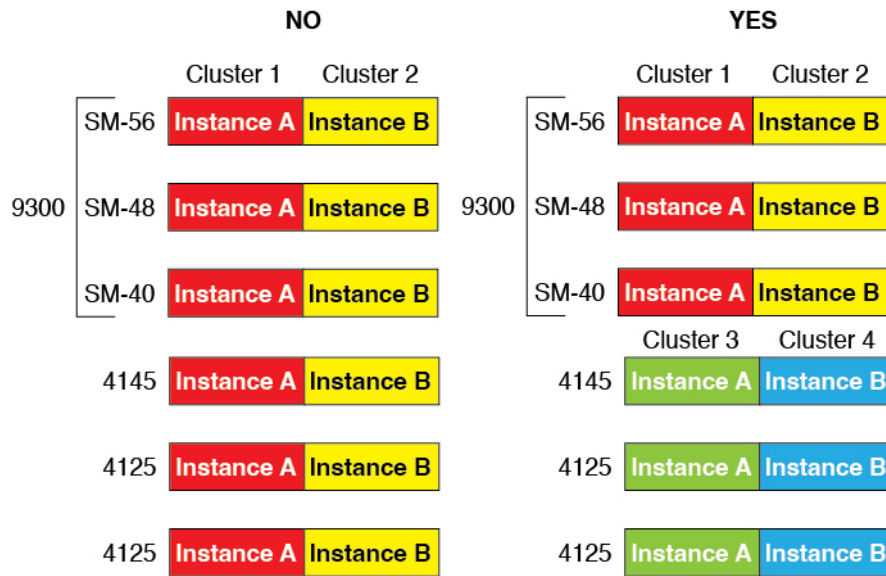 NO YES
Cluster 1 Cluster 2 Cluster 1 Cluster 2
SM-56 Instance A Instance B SM-56 Instance A Instance B
9300 SM-48 Instance A Instance B 9300 SM-48 Instance A Instance B
SM-40 Instance A Instance B SM-40 Instance A Instance B
Cluster 3 Cluster 4
4145 Instance A Instance B 4145 Instance A Instance B
4125 Instance A Instance B 4125 Instance A Instance B
4125 Instance A Instance B 4125 Instance A Instance B